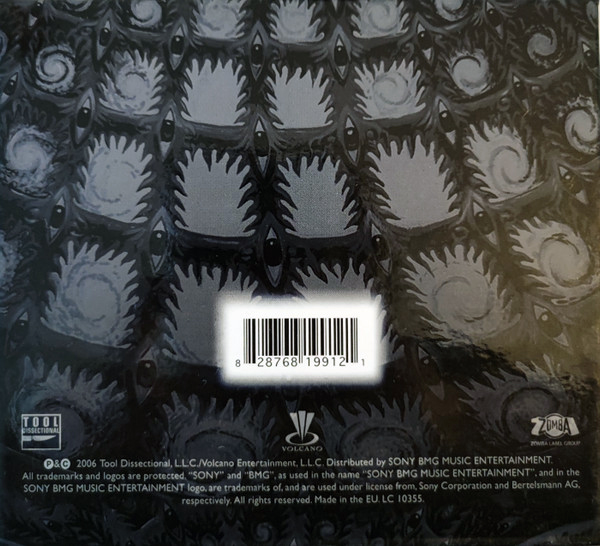 8 28768 19912 1
TOOL
DISSECTIONAL
VOLCANO
ZOMBA
ZOMBA LABEL GROUP
P & C 2006 Tool Dissectional, L.L.C./Volcano Entertainment, L.L.C. Distributed by SONY BMG MUSIC ENTERTAINMENT.
All trademarks and logos are protected. "SONY" and "BMG", as used in the name "SONY BMG MUSIC ENTERTAINMENT", and in the
SONY BMG MUSIC ENTERTAINMENT logo, are trademarks of, and are used under license from, Sony Corporation and Bertelsmann AG,
respectively. All rights reserved. Made in the EU. LC 10355.